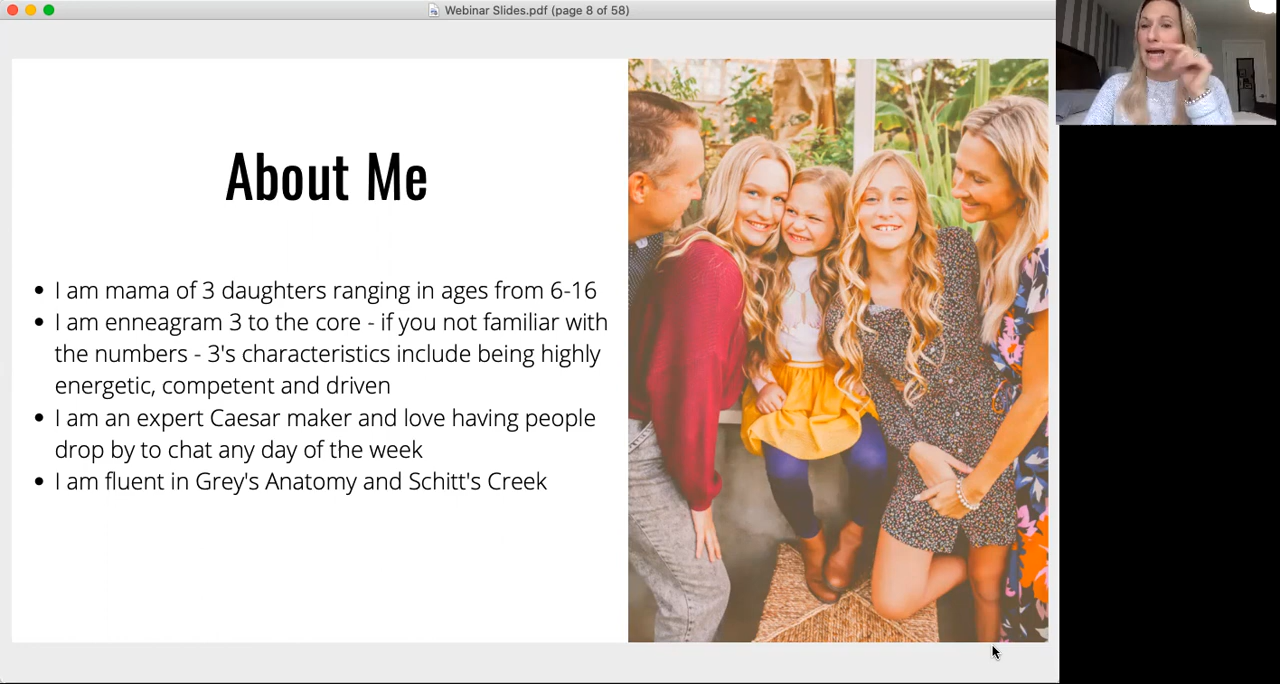 Webinar Slides.pdf (page 8 of 58)
About Me
• I am mama of 3 daughters ranging in ages from 6-16
• I am enneagram 3 to the core - if you not familiar with
the numbers - 3's characteristics include being highly
energetic, competent and driven
• I am an expert Caesar maker and love having people
drop by to chat any day of the week
• I am fluent in Grey's Anatomy and Schitt's Creek